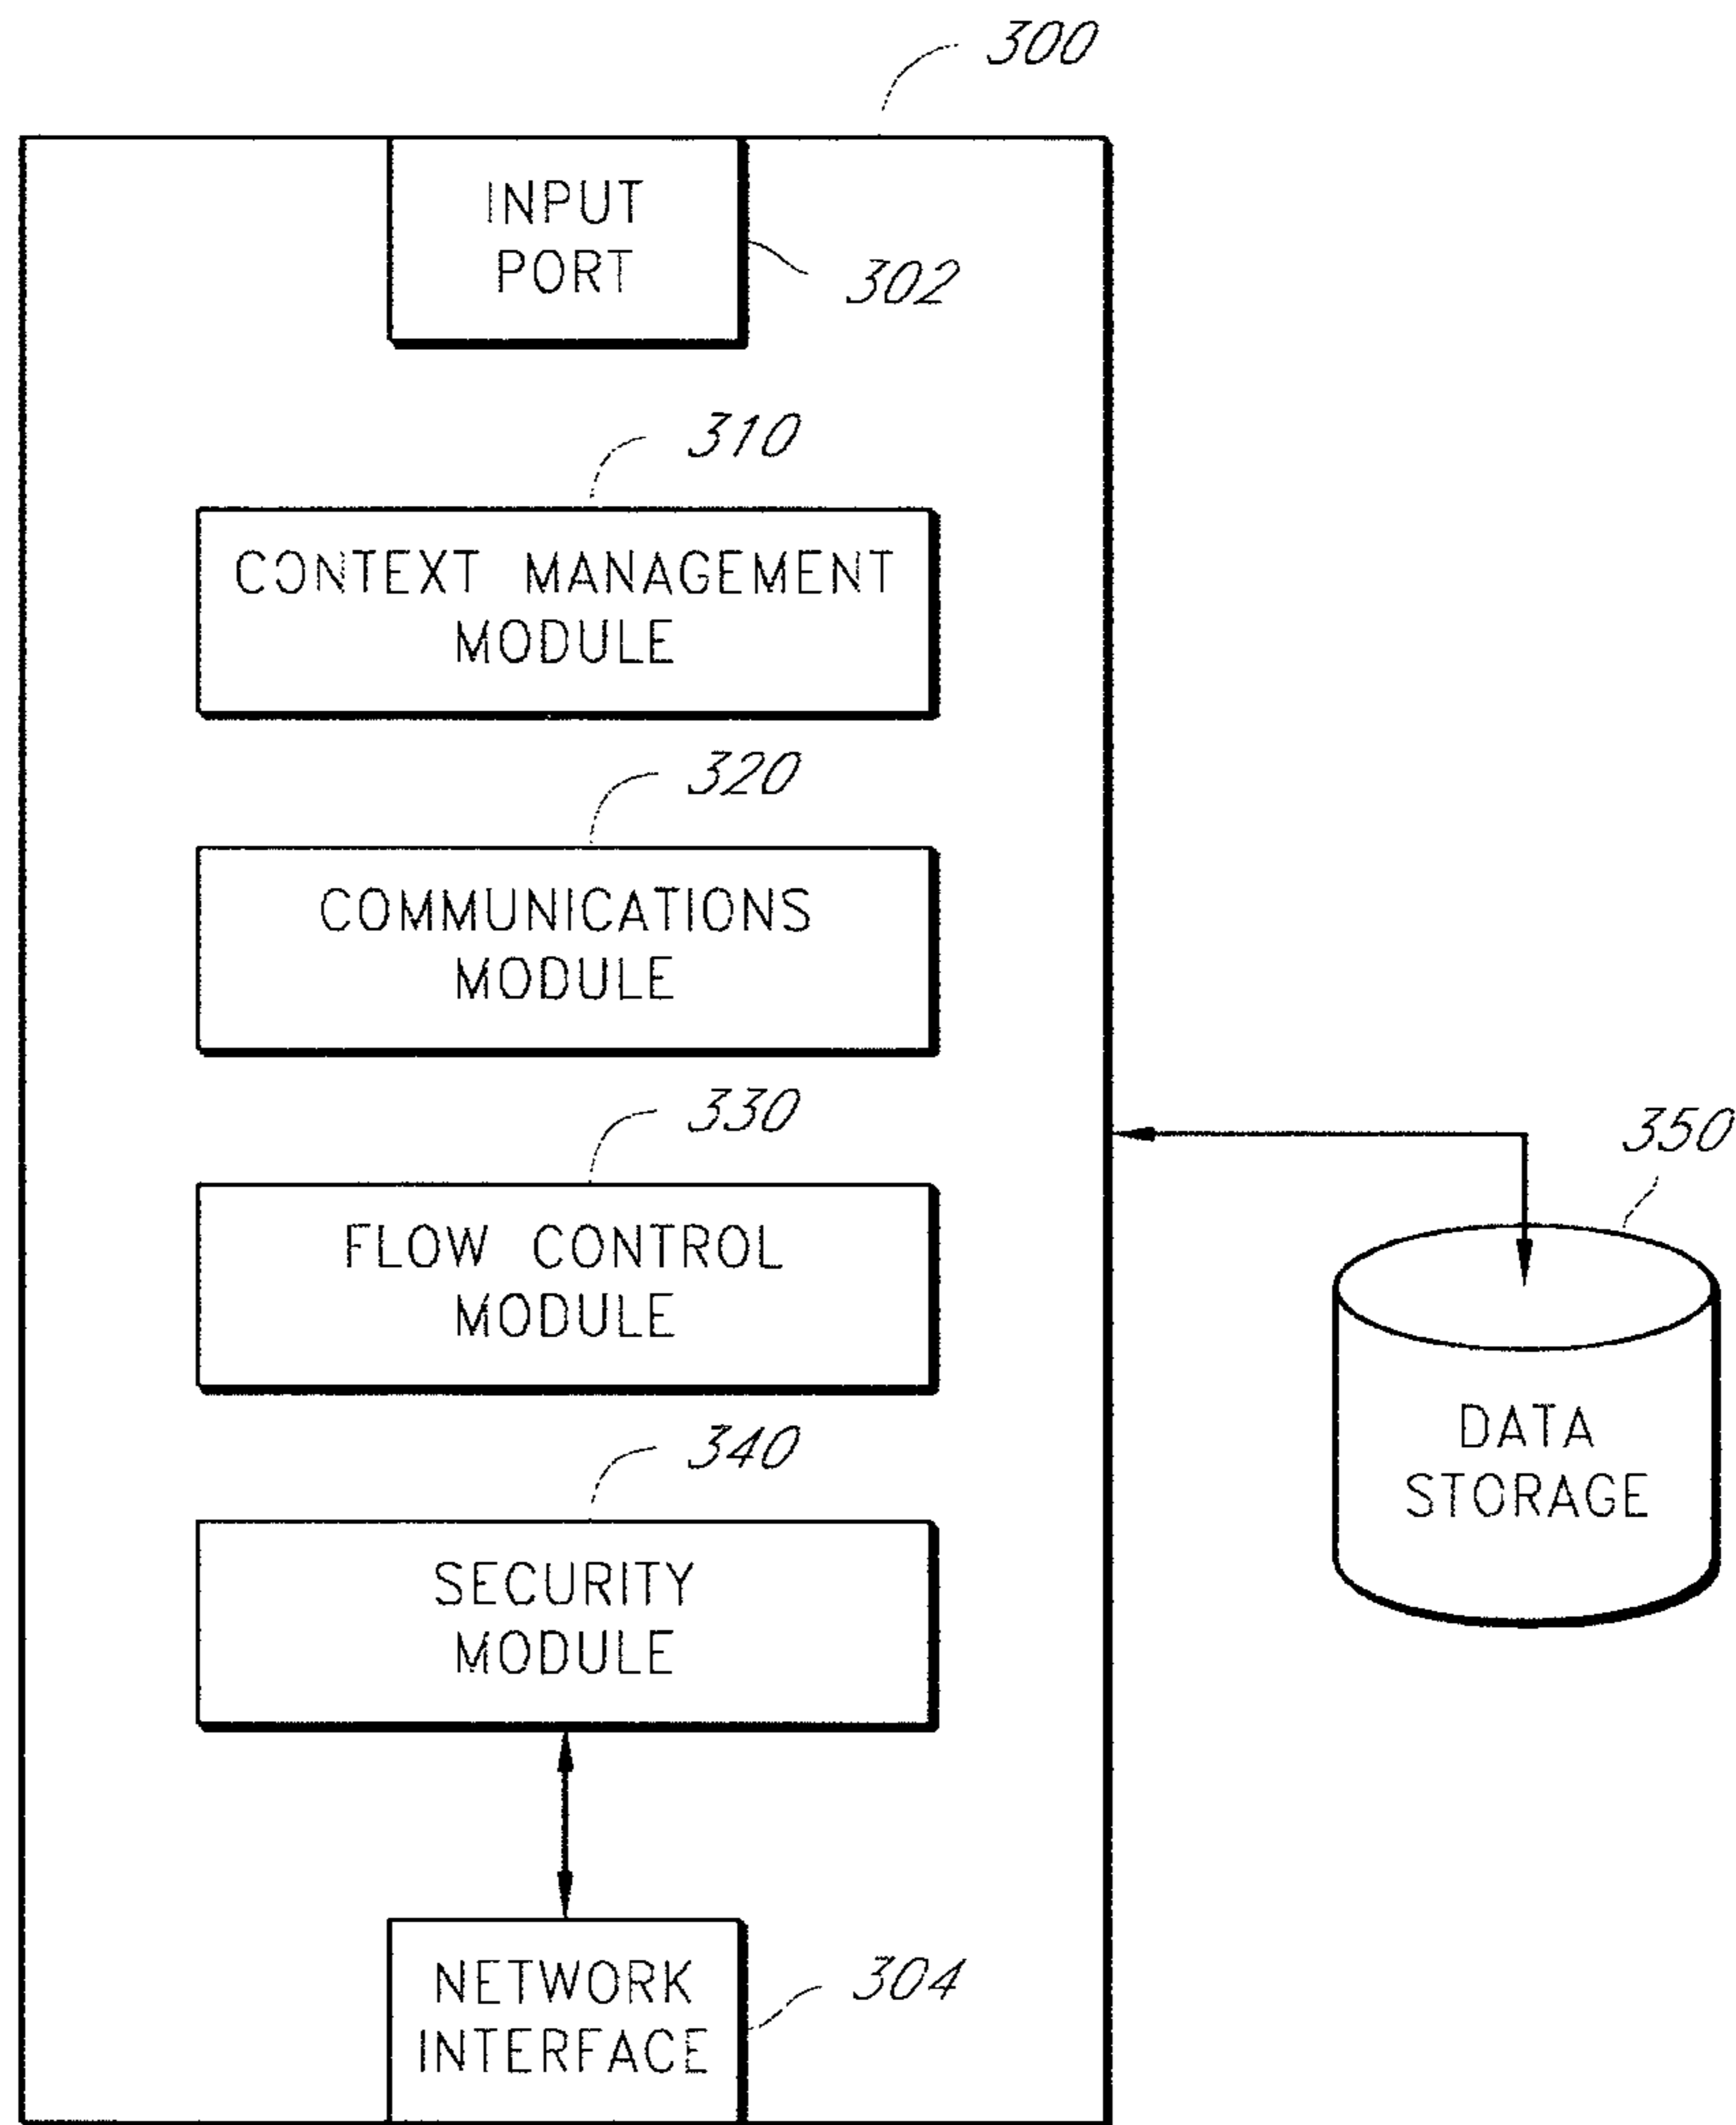 300
INPUT
PORT
302
310
CONTEXT MANAGEMENT
MODULE
320
COMMUNICATIONS
MODULE
330
FLOW CONTROL
MODULE
350
DATA
STORAGE
340
SECURITY
MODULE
NETWORK
INTERFACE
304